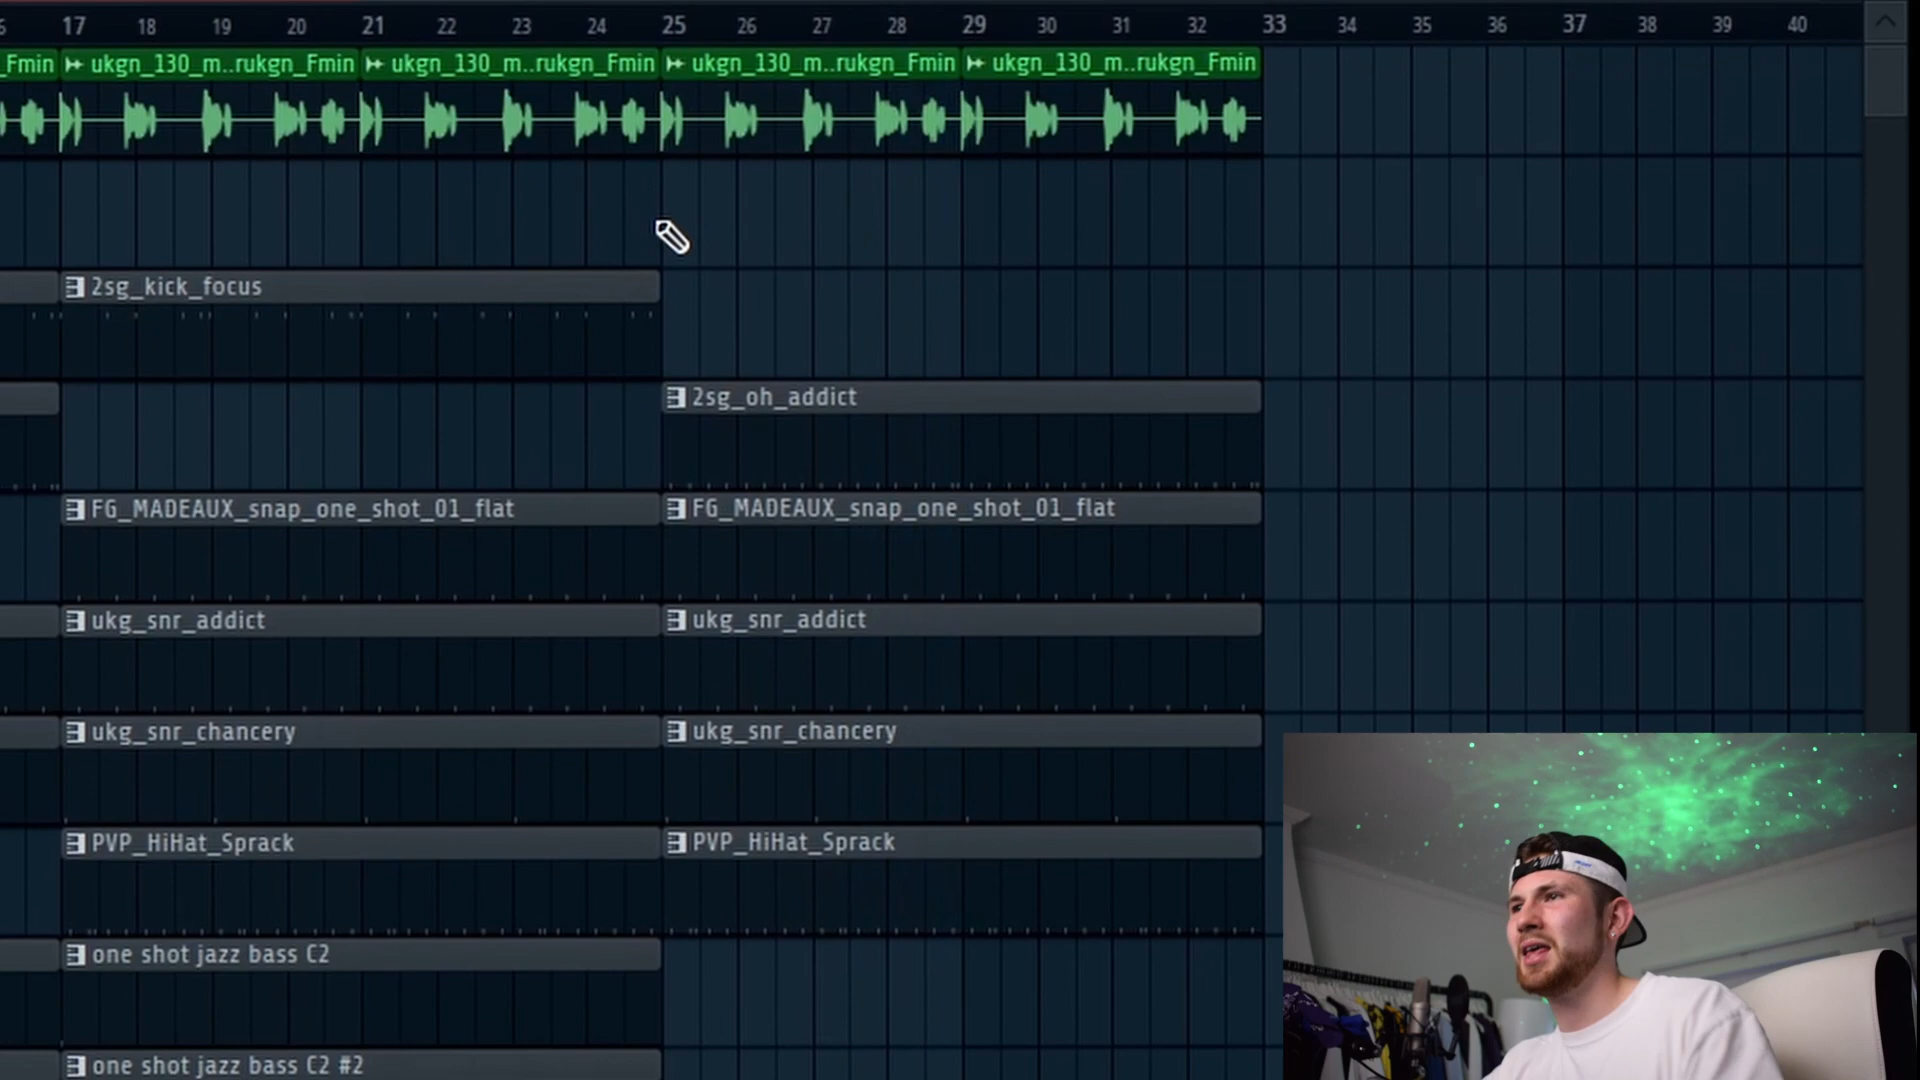 6 17 18 19 20 21 22 23 24 25 26 27 28 29 30 31 32 33 34 35 36 37 38 39 40
_Fmin ukgn_130_m..rukgn_Fmin ukgn_130_m..rukgn_Fmin ukgn_130_m..rukgn_Fmin ukgn_130_m..rukgn_Fmin
2sg_kick_focus
2sg_oh_addict
FG_MADEAUX_snap_one_shot_01_flat FG_MADEAUX_snap_one_shot_01_flat
ukg_snr_addict ukg_snr_addict
ukg_snr_chancery ukg_snr_chancery
PVP_HiHat_Sprack PVP_HiHat_Sprack
one shot jazz bass C2
one shot jazz bass C2 #2